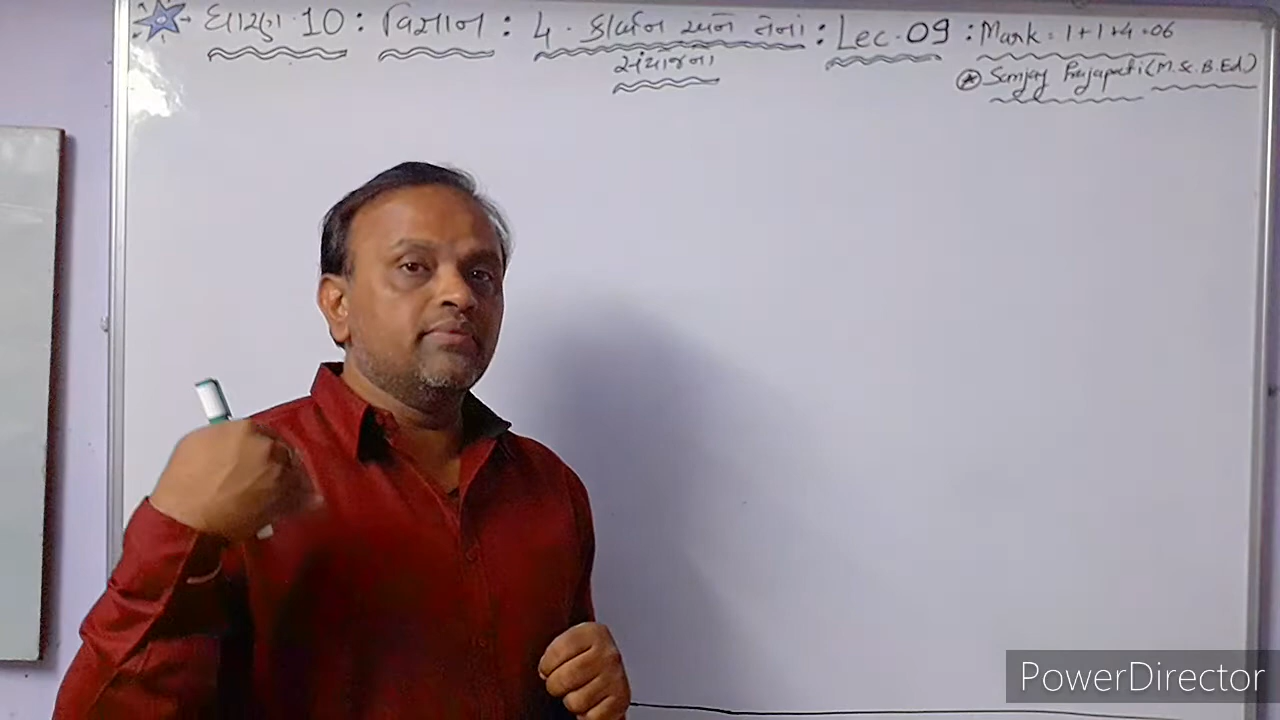 ધોરણ 10 : વિજ્ઞાન : 4. કાર્બન અને તેનાં : Lec. 09 : Mark = 1+1+4=06
સંયોજનો
Sanjay Prajapati (M.Sc. B.Ed.)
PowerDirector